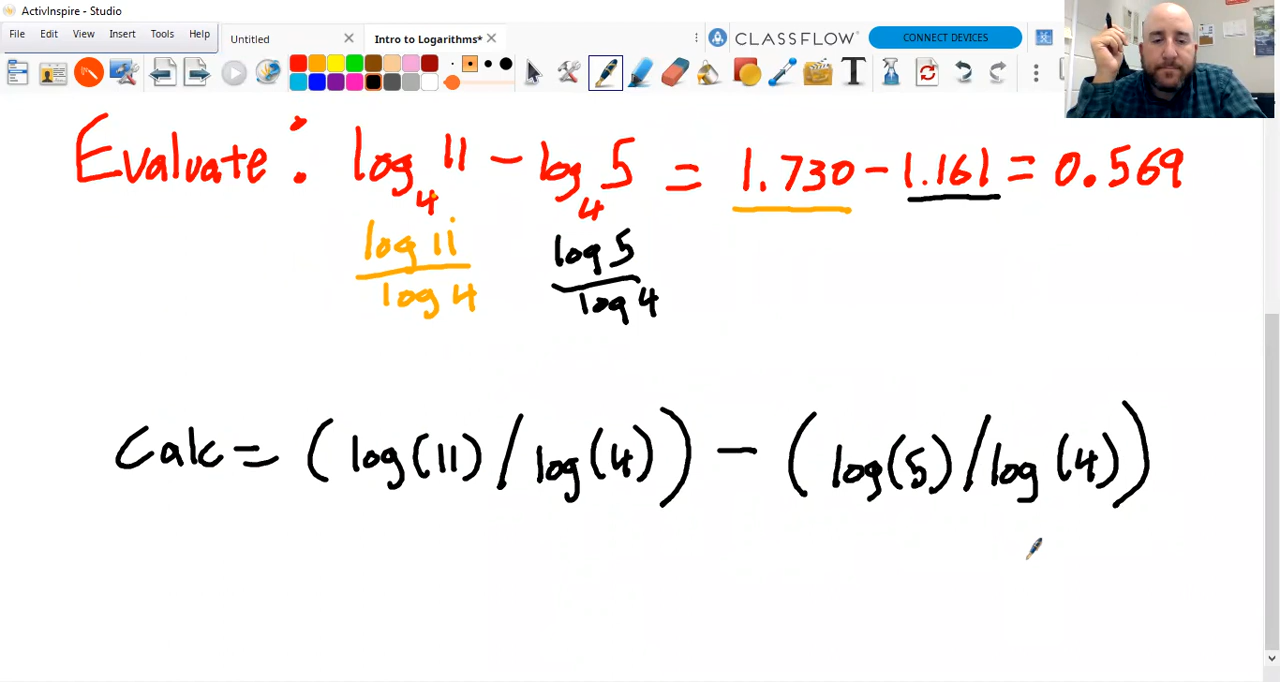 ActivInspire - Studio
File Edit View Insert Tools Help
Untitled
Intro to Logarithms*
CLASSFLOW
CONNECT DEVICES
T
Evaluate : log₄ 11 - log₄ 5 = 1.730 - 1.161 = 0.569
log 11 log 5
log 4 log 4
Calc = (log(11)/log(4)) - (log(5)/log(4))